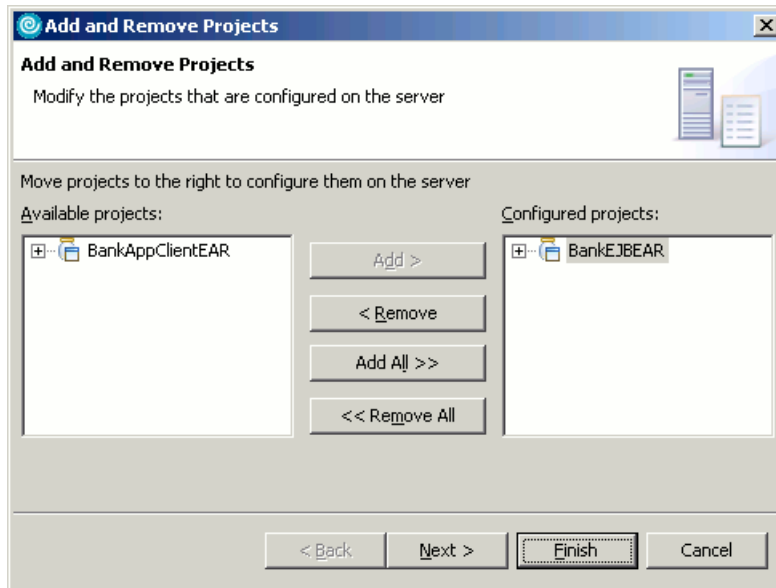 Add and Remove Projects
Add and Remove Projects
Modify the projects that are configured on the server
Move projects to the right to configure them on the server
Available projects:
Configured projects:
BankAppClientEAR
BankEJBEAR
Add >
< Remove
Add All >>
<< Remove All
< Back
Next >
Finish
Cancel